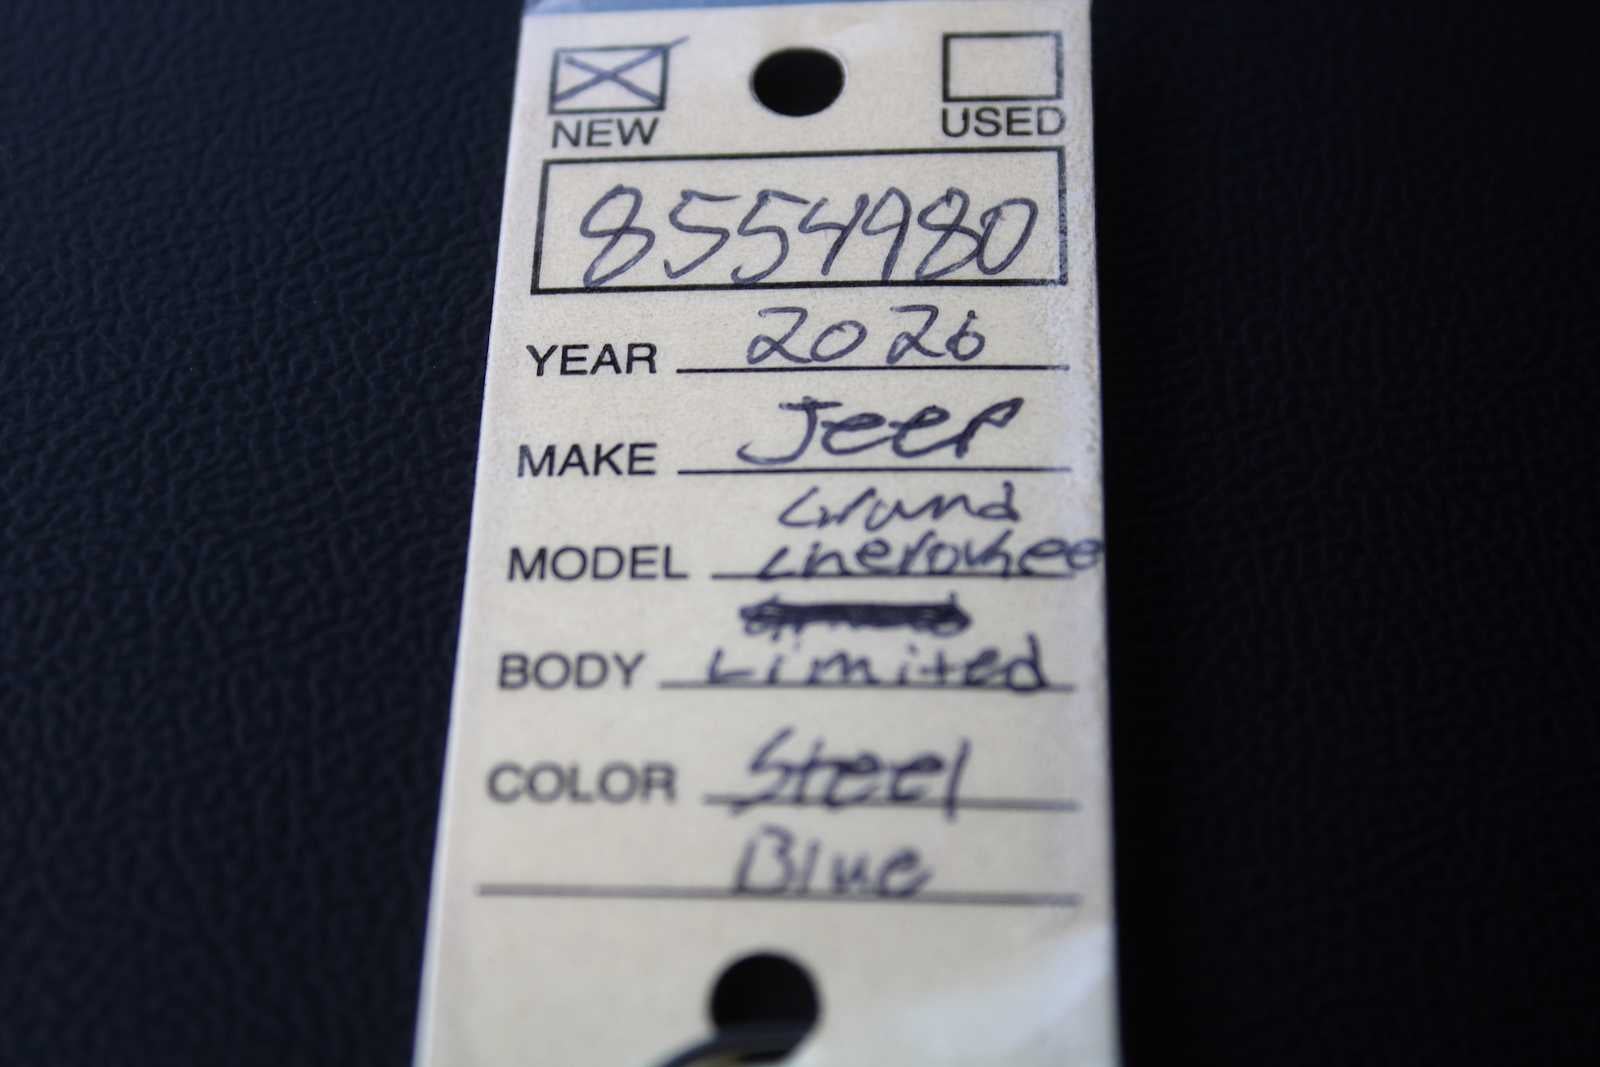 NEW USED
8554980
YEAR 2026
MAKE Jeep
Grand
MODEL Cherokee
BODY Limited
COLOR Steel
Blue